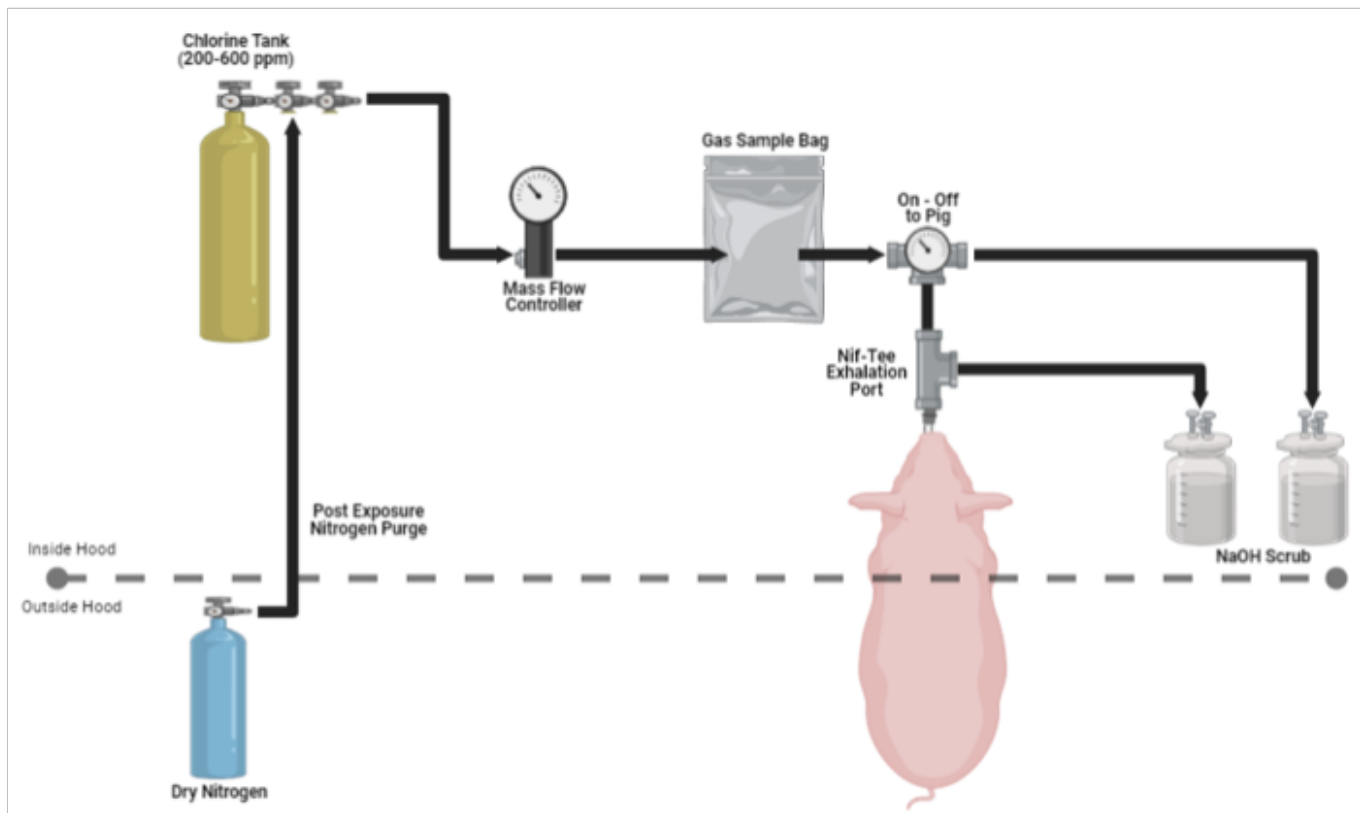 Chlorine Tank
(200-600 ppm)
Gas Sample Bag
On - Off
to Pig
Mass Flow
Controller
Nif-Tee
Exhalation
Port
Post Exposure
Nitrogen Purge
Inside Hood
NaOH Scrub
Outside Hood
Dry Nitrogen